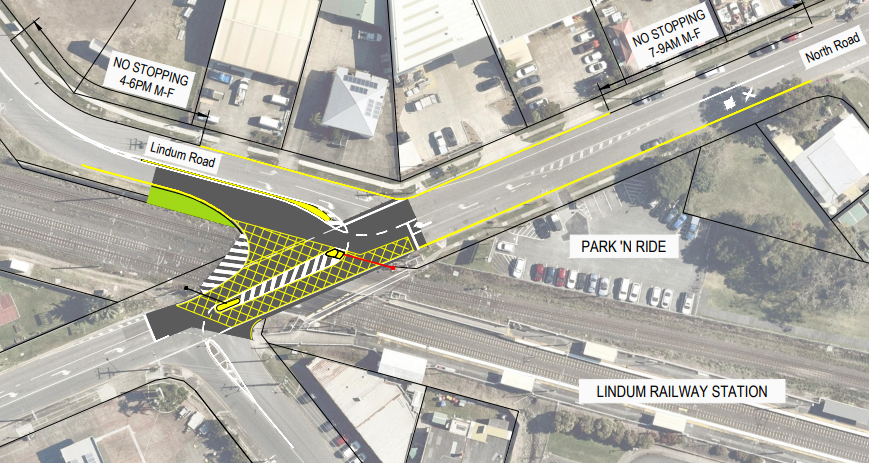 NO STOPPING
4-6PM M-F
NO STOPPING
7-9AM M-F
North Road
Lindum Road
PARK 'N RIDE
LINDUM RAILWAY STATION